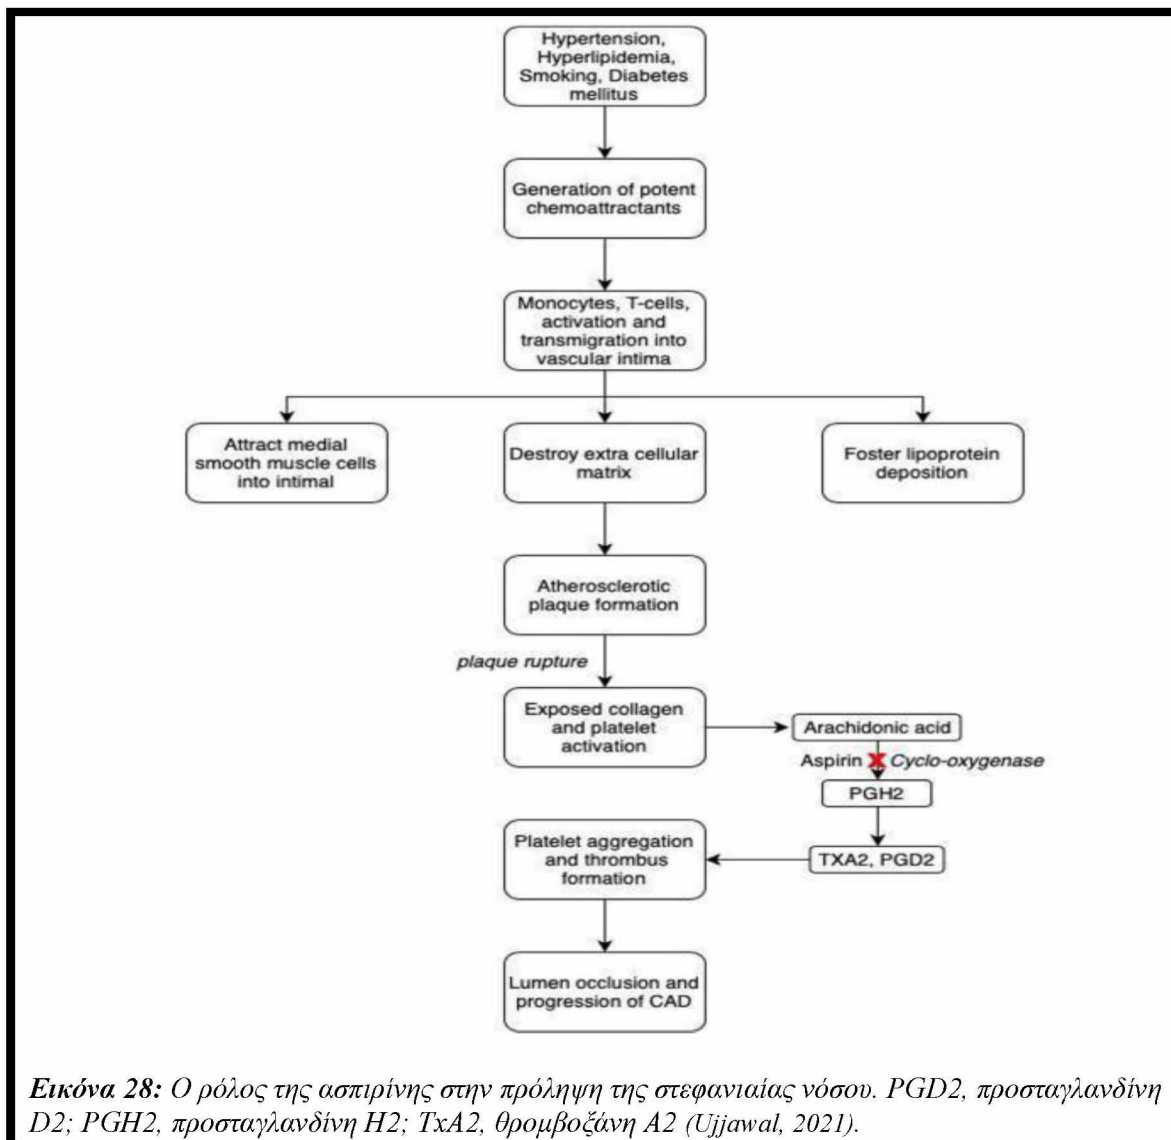 Hypertension,
Hyperlipidemia,
Smoking, Diabetes
mellitus
Generation of potent
chemoattractants
Monocytes, T-cells,
activation and
transmigration into
vascular intima
Attract medial
smooth muscle cells
into intimal
Destroy extra cellular
matrix
Foster lipoprotein
deposition
Atherosclerotic
plaque formation
plaque rupture
Exposed collagen
and platelet
activation
Arachidonic acid
Aspirin Cyclo-oxygenase
PGH2
TXA2, PGD2
Platelet aggregation
and thrombus
formation
Lumen occlusion and
progression of CAD
Εικόνα 28: Ο ρόλος της ασπιρίνης στην πρόληψη της στεφανιαίας νόσου. PGD2, προσταγλανδίνη
D2; PGH2, προσταγλανδίνη H2; TxA2, θρομβοξάνη A2 (Ujjawal, 2021).